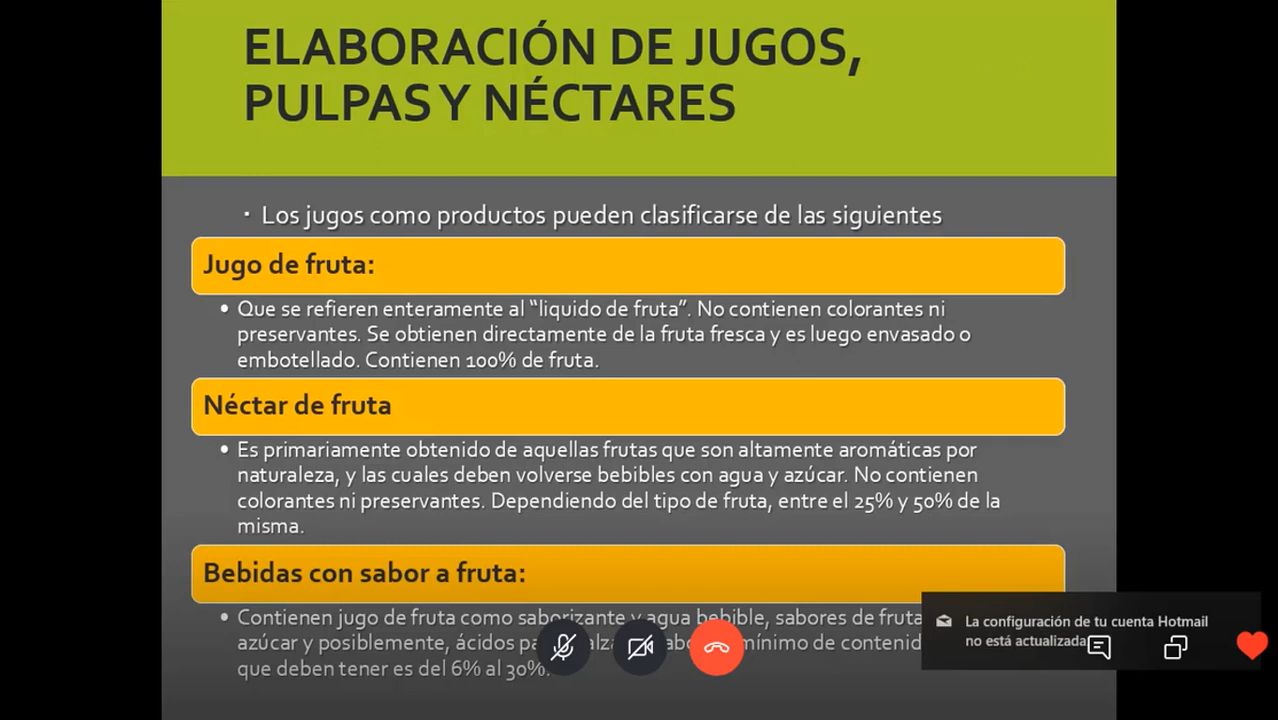 ELABORACIÓN DE JUGOS,
PULPAS Y NÉCTARES
▪ Los jugos como productos pueden clasificarse de las siguientes
Jugo de fruta:
• Que se refieren enteramente al “liquido de fruta”. No contienen colorantes ni
preservantes. Se obtienen directamente de la fruta fresca y es luego envasado o
embotellado. Contienen 100% de fruta.
Néctar de fruta
• Es primariamente obtenido de aquellas frutas que son altamente aromáticas por
naturaleza, y las cuales deben volverse bebibles con agua y azúcar. No contienen
colorantes ni preservantes. Dependiendo del tipo de fruta, entre el 25% y 50% de la
misma.
Bebidas con sabor a fruta:
• Contienen jugo de fruta como saborizante y agua bebible, sabores de fruta
azúcar y posiblemente, ácidos mínimo de
que deben tener es del 6% al 30%.
La configuración de tu cuenta Hotmail
no está actualizada